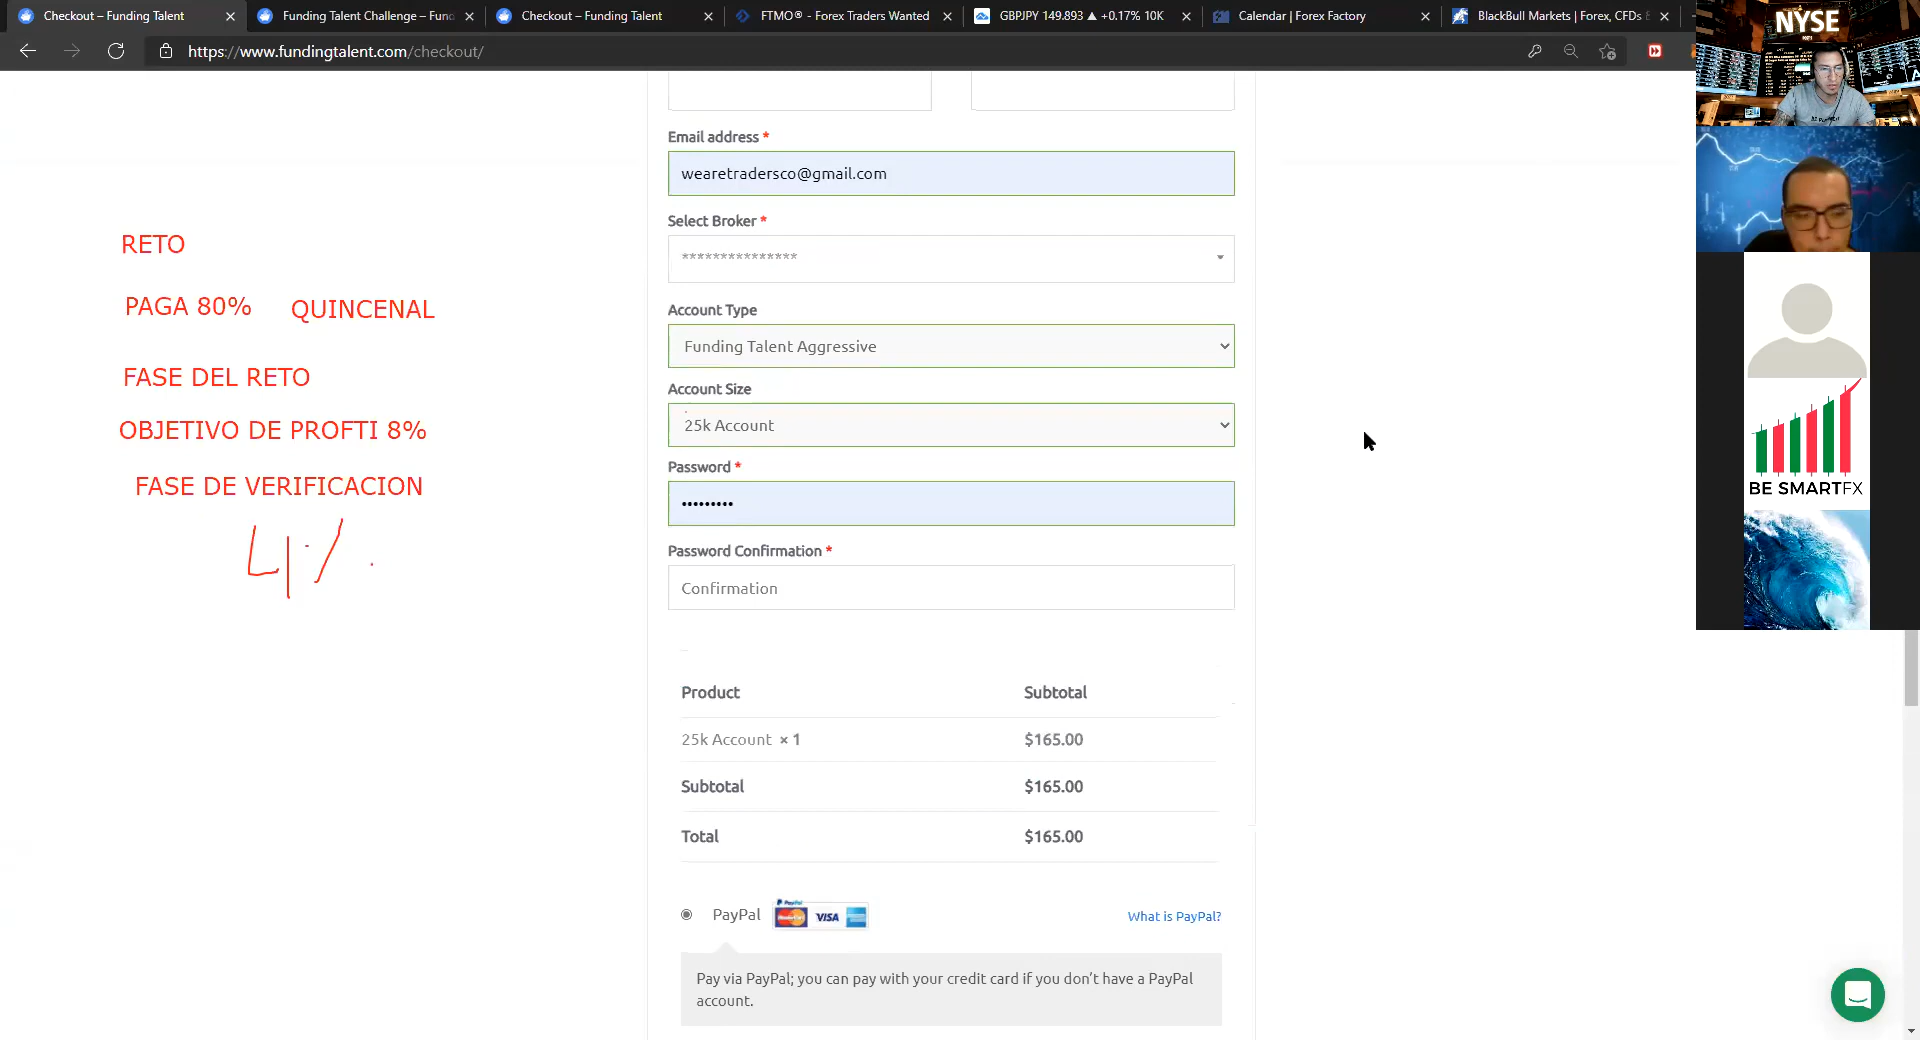 Checkout – Funding Talent
Funding Talent Challenge – Fund
Checkout – Funding Talent
FTMO® - Forex Traders Wanted
GBPJPY 149.893 ▲ +0.17% 10K
Calendar | Forex Factory
BlackBull Markets | Forex, CFDs &
https://www.fundingtalent.com/checkout/
NYSE
Email address *
wearetradersco@gmail.com
Select Broker *
***************
RETO
PAGA 80% QUINCENAL
Account Type
Funding Talent Aggressive
FASE DEL RETO
Account Size
25k Account
OBJETIVO DE PROFTI 8%
Password *
•••••••••
FASE DE VERIFICACION
4%
BE SMARTFX
Password Confirmation *
Confirmation
Product Subtotal
25k Account × 1 $165.00
Subtotal $165.00
Total $165.00
PayPal
PayPal
MasterCard
VISA
What is PayPal?
Pay via PayPal; you can pay with your credit card if you don’t have a PayPal
account.